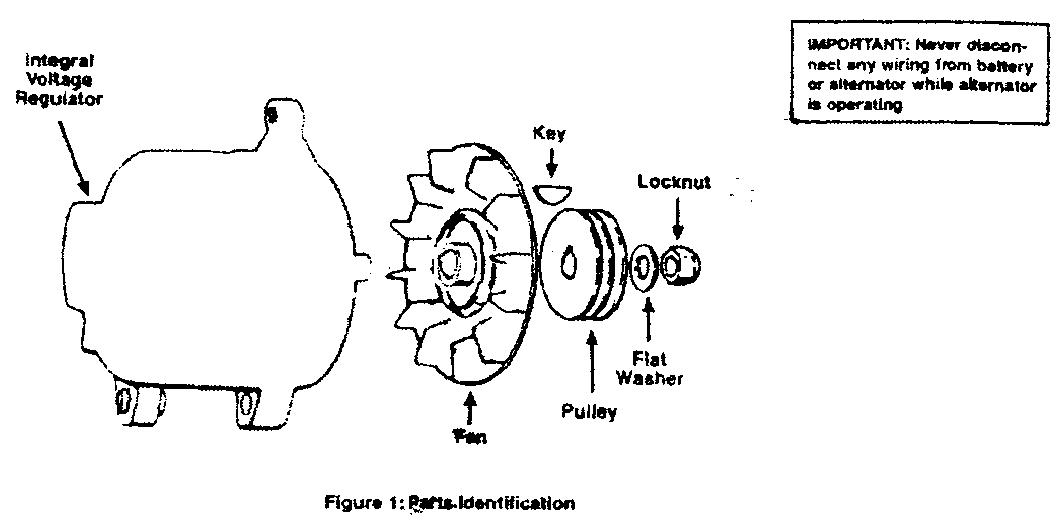 Integral
Voltage
Regulator
IMPORTANT: Never discon-
nect any wiring from battery
or alternator while alternator
is operating
Key
Locknut
Flat
Washer
Pulley
Fan
Figure 1: Parts Identification